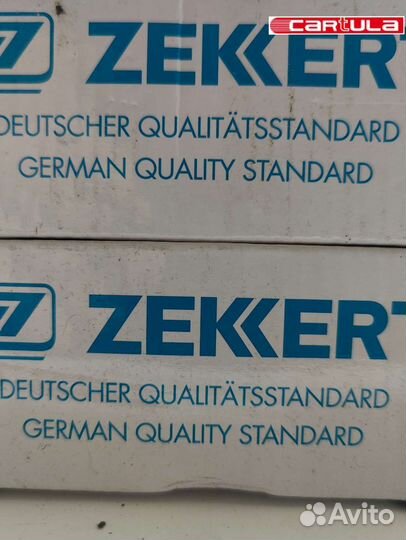 CARTULA
ZEKKERT
DEUTSCHER QUALITÄTSSTANDARD
GERMAN QUALITY STANDARD
ZEKKERT
DEUTSCHER QUALITÄTSSTANDARD
GERMAN QUALITY STANDARD
Avito